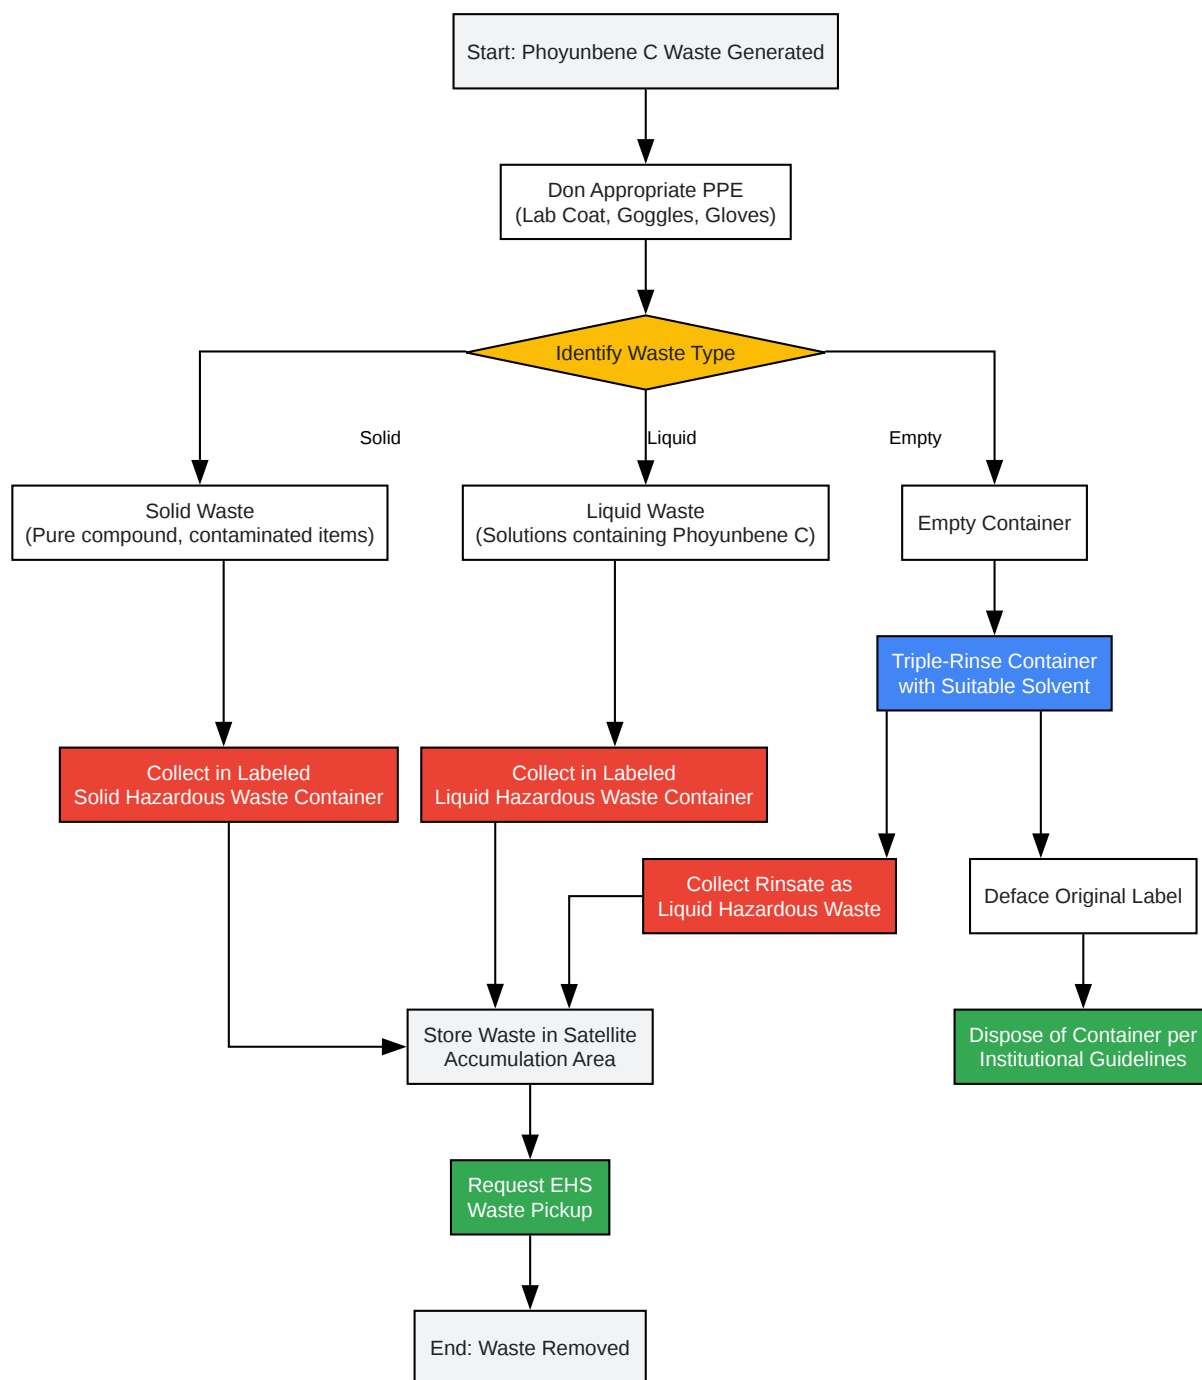 Start: Phoyunbene C Waste Generated
Don Appropriate PPE
(Lab Coat, Goggles, Gloves)
Identify Waste Type
Solid
Liquid
Empty
Solid Waste
(Pure compound, contaminated items)
Liquid Waste
(Solutions containing Phoyunbene C)
Empty Container
Triple-Rinse Container
with Suitable Solvent
Collect in Labeled
Solid Hazardous Waste Container
Collect in Labeled
Liquid Hazardous Waste Container
Collect Rinsate as
Liquid Hazardous Waste
Deface Original Label
Store Waste in Satellite
Accumulation Area
Dispose of Container per
Institutional Guidelines
Request EHS
Waste Pickup
End: Waste Removed